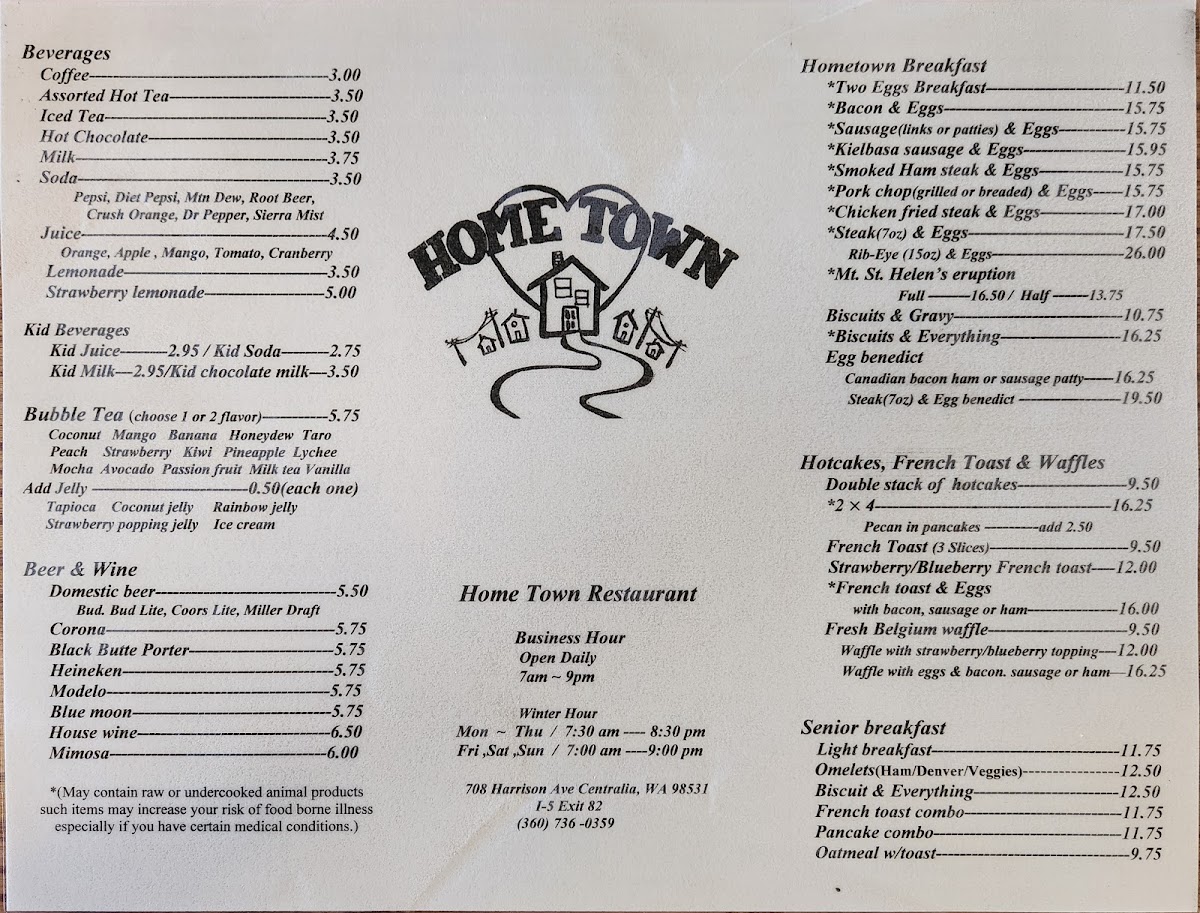 Beverages
Coffee 3.00
Assorted Hot Tea 3.50
Iced Tea 3.50
Hot Chocolate 3.50
Milk 3.75
Soda 3.50
Pepsi, Diet Pepsi, Mtn Dew, Root Beer,
Crush Orange, Dr Pepper, Sierra Mist
Juice 4.50
Orange, Apple , Mango, Tomato, Cranberry
Lemonade 3.50
Strawberry lemonade 5.00
Kid Beverages
Kid Juice 2.95 / Kid Soda 2.75
Kid Milk 2.95/Kid chocolate milk 3.50
Bubble Tea (choose 1 or 2 flavor) 5.75
Coconut Mango Banana Honeydew Taro
Peach Strawberry Kiwi Pineapple Lychee
Mocha Avocado Passion fruit Milk tea Vanilla
Add Jelly 0.50(each one)
Tapioca Coconut jelly Rainbow jelly
Strawberry popping jelly Ice cream
Beer & Wine
Domestic beer 5.50
Bud. Bud Lite, Coors Lite, Miller Draft
Corona 5.75
Black Butte Porter 5.75
Heineken 5.75
Modelo 5.75
Blue moon 5.75
House wine 6.50
Mimosa 6.00
*(May contain raw or undercooked animal products
such items may increase your risk of food borne illness
especially if you have certain medical conditions.)
HOME TOWN
Home Town Restaurant
Business Hour
Open Daily
7am ~ 9pm
Winter Hour
Mon ~ Thu / 7:30 am ---- 8:30 pm
Fri ,Sat ,Sun / 7:00 am ----9:00 pm
708 Harrison Ave Centralia, WA 98531
I-5 Exit 82
(360) 736 -0359
Hometown Breakfast
*Two Eggs Breakfast 11.50
*Bacon & Eggs 15.75
*Sausage(links or patties) & Eggs 15.75
*Kielbasa sausage & Eggs 15.95
*Smoked Ham steak & Eggs 15.75
*Pork chop(grilled or breaded) & Eggs 15.75
*Chicken fried steak & Eggs 17.00
*Steak(7oz) & Eggs 17.50
Rib-Eye (15oz) & Eggs 26.00
*Mt. St. Helen's eruption
Full 16.50 / Half 13.75
Biscuits & Gravy 10.75
*Biscuits & Everything 16.25
Egg benedict
Canadian bacon ham or sausage patty 16.25
Steak(7oz) & Egg benedict 19.50
Hotcakes, French Toast & Waffles
Double stack of hotcakes 9.50
*2 × 4 16.25
Pecan in pancakes add 2.50
French Toast (3 Slices) 9.50
Strawberry/Blueberry French toast 12.00
*French toast & Eggs
with bacon, sausage or ham 16.00
Fresh Belgium waffle 9.50
Waffle with strawberry/blueberry topping 12.00
Waffle with eggs & bacon. sausage or ham 16.25
Senior breakfast
Light breakfast 11.75
Omelets(Ham/Denver/Veggies) 12.50
Biscuit & Everything 12.50
French toast combo 11.75
Pancake combo 11.75
Oatmeal w/toast 9.75